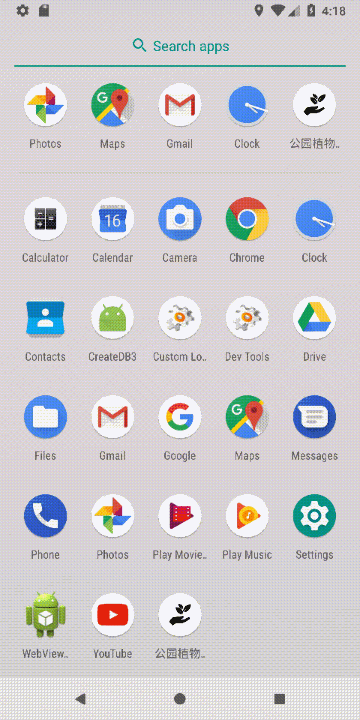 4:18
Search apps
Photos
Maps
Gmail
Clock
公园植物..
Calculator
16
Calendar
Camera
Chrome
Clock
Contacts
CreateDB3
Custom Lo..
Dev Tools
Drive
Files
Gmail
Google
Maps
Messages
Phone
Photos
Play Movie..
Play Music
Settings
WebView..
YouTube
公园植物..